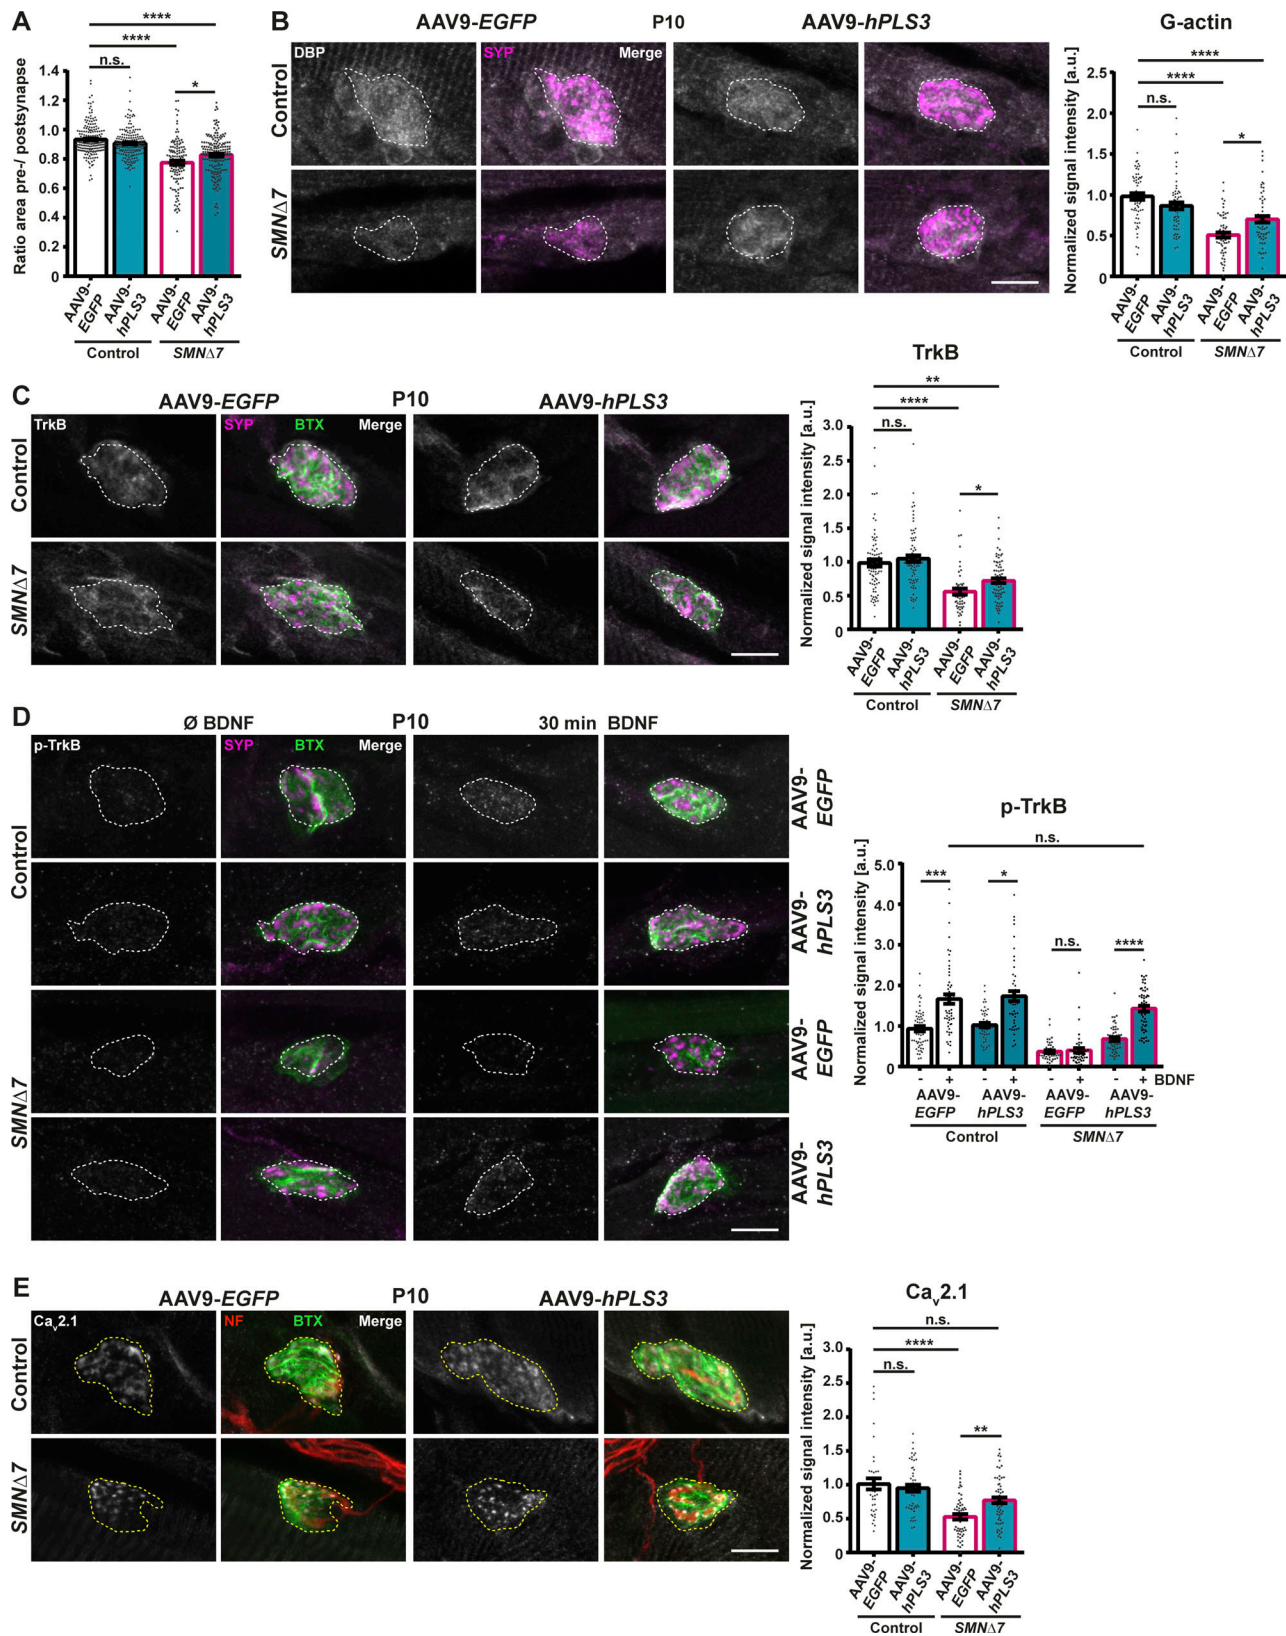 A
****
****
n.s.
*
Ratio area pre-/ postsynapse
1.4
1.2
1.0
0.8
0.6
0.4
0.2
0
AAV9-
EGFP
AAV9-
hPLS3
AAV9-
EGFP
AAV9-
hPLS3
Control
SMNΔ7
B
AAV9-EGFP P10 AAV9-hPLS3
DBP SYP Merge
Control
SMNΔ7
G-actin
****
****
n.s.
*
Normalized signal intensity [a.u.]
2.5
2.0
1.5
1.0
0.5
0
AAV9-
EGFP
AAV9-
hPLS3
AAV9-
EGFP
AAV9-
hPLS3
Control
SMNΔ7
C
AAV9-EGFP P10 AAV9-hPLS3
TrkB SYP BTX Merge
Control
SMNΔ7
TrkB
**
****
n.s.
*
Normalized signal intensity [a.u.]
3.0
2.5
2.0
1.5
1.0
0.5
0
AAV9-
EGFP
AAV9-
hPLS3
AAV9-
EGFP
AAV9-
hPLS3
Control
SMNΔ7
D
Ø BDNF P10 30 min BDNF
p-TrkB SYP BTX Merge
Control
SMNΔ7
AAV9-
EGFP
AAV9-
hPLS3
AAV9-
EGFP
AAV9-
hPLS3
p-TrkB
n.s.
***
*
n.s.
****
Normalized signal intensity [a.u.]
5.0
4.0
3.0
2.0
1.0
0
- + - + - + - + BDNF
AAV9-
EGFP
AAV9-
hPLS3
AAV9-
EGFP
AAV9-
hPLS3
Control
SMNΔ7
E
AAV9-EGFP P10 AAV9-hPLS3
Cav2.1 NF BTX Merge
Control
SMNΔ7
Cav2.1
n.s.
****
n.s.
**
Normalized signal intensity [a.u.]
3.0
2.5
2.0
1.5
1.0
0.5
0
AAV9-
EGFP
AAV9-
hPLS3
AAV9-
EGFP
AAV9-
hPLS3
Control
SMNΔ7